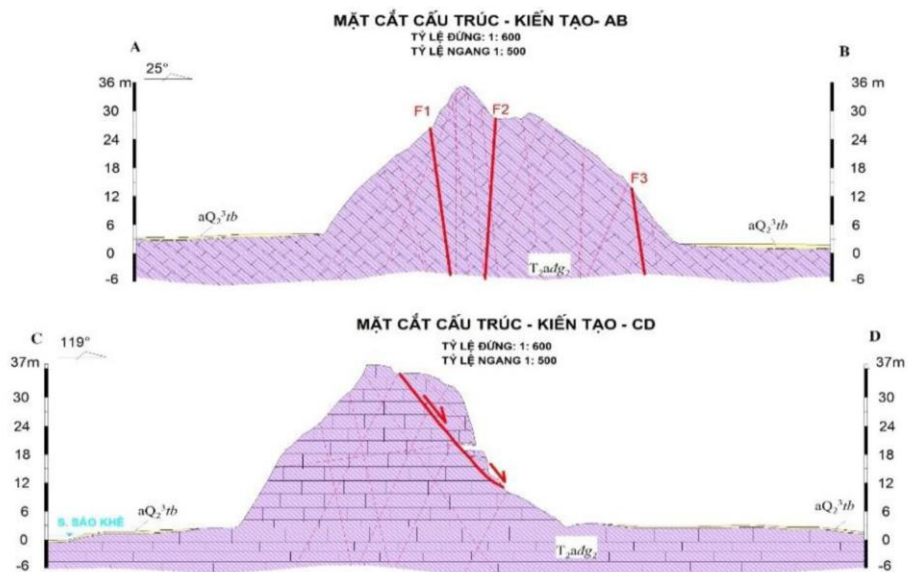 MẶT CẮT CẤU TRÚC - KIẾN TẠO- AB
TỶ LỆ ĐỨNG: 1: 600
TỶ LỆ NGANG 1: 500
A
B
25°
36 m
36 m
30
30
24
24
18
18
12
12
6
6
0
0
-6
-6
F1
F2
F3
aQ₂³tb
aQ₂³tb
T₂adg₂
MẶT CẮT CẤU TRÚC - KIẾN TẠO - CD
TỶ LỆ ĐỨNG: 1: 600
TỶ LỆ NGANG 1: 500
C
D
119°
37m
37m
30
30
24
24
18
18
12
12
6
6
0
0
-6
-6
S. SÀO KHÊ
aQ₂³tb
aQ₂³tb
T₂adg₂